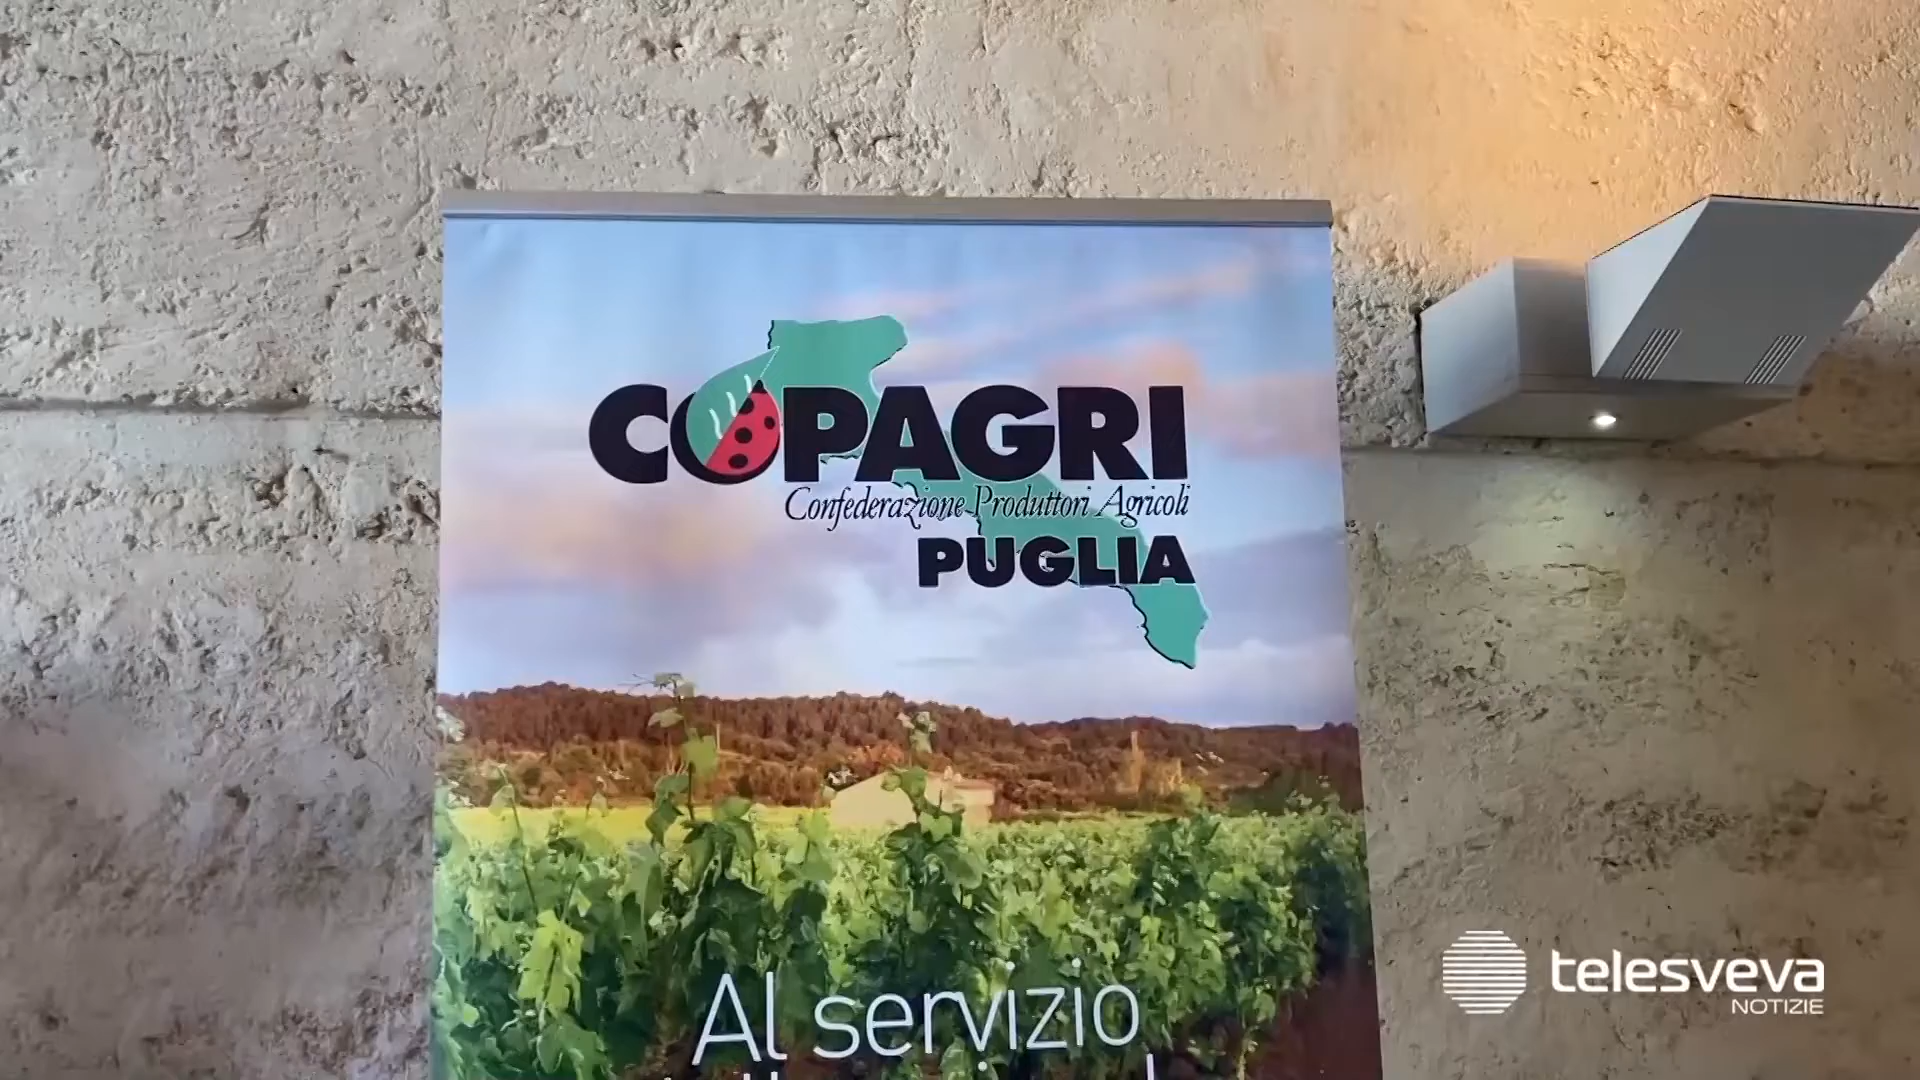 COPAGRI
Confederazione Produttori Agricoli
PUGLIA
Al servizio
telesveva
NOTIZIE